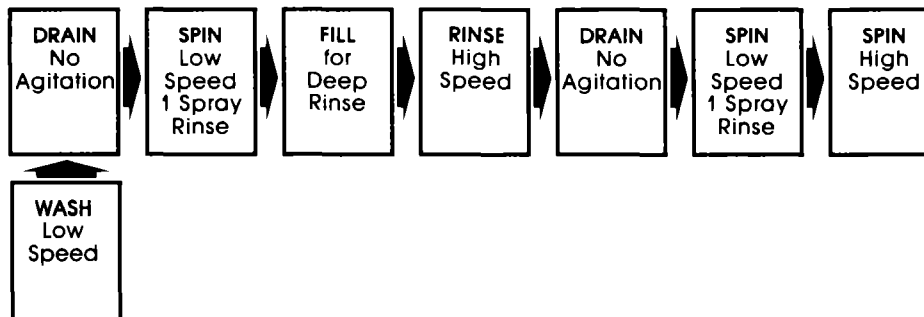 DRAIN
No
Agitation
SPIN
Low
Speed
1 Spray
Rinse
FILL
for
Deep
Rinse
RINSE
High
Speed
DRAIN
No
Agitation
SPIN
Low
Speed
1 Spray
Rinse
SPIN
High
Speed
WASH
Low
Speed